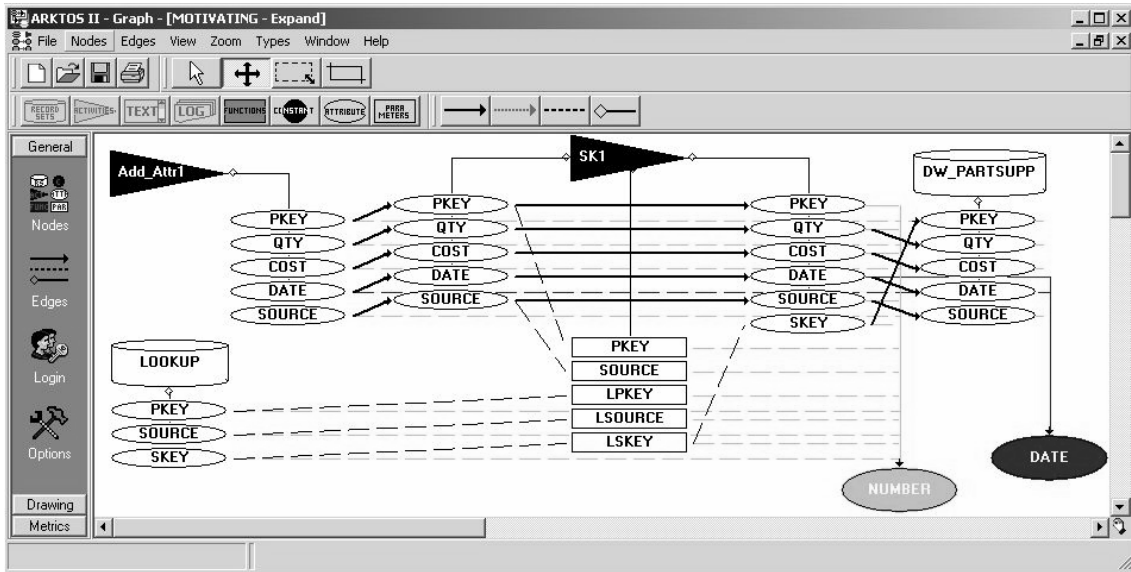 ARKTOS II - Graph - [MOTIVATING - Expand]
File Nodes Edges View Zoom Types Window Help
RECORD SETS ACTIVITIES TEXT LOG FUNCTIONS CONSTANT ATTRIBUTE PARA METERS
General
Nodes
Edges
Login
Options
Drawing
Metrics
Add_Attr1
PKEY
QTY
COST
DATE
SOURCE
LOOKUP
PKEY
SOURCE
SKEY
PKEY
QTY
COST
DATE
SOURCE
SK1
PKEY
SOURCE
LPKEY
LSOURCE
LSKEY
PKEY
QTY
COST
DATE
SOURCE
SKEY
DW_PARTSUPP
PKEY
QTY
COST
DATE
SOURCE
NUMBER
DATE